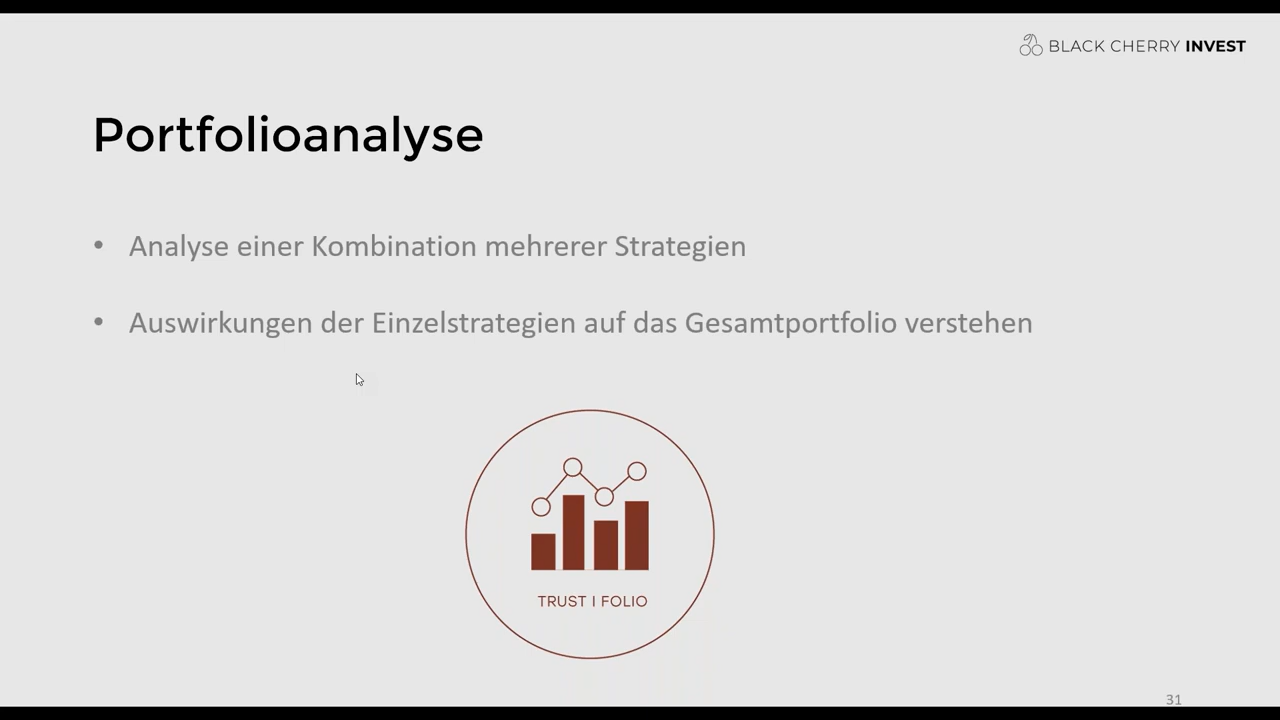 BLACK CHERRY INVEST
Portfolioanalyse
• Analyse einer Kombination mehrerer Strategien
• Auswirkungen der Einzelstrategien auf das Gesamtportfolio verstehen
TRUST I FOLIO
31